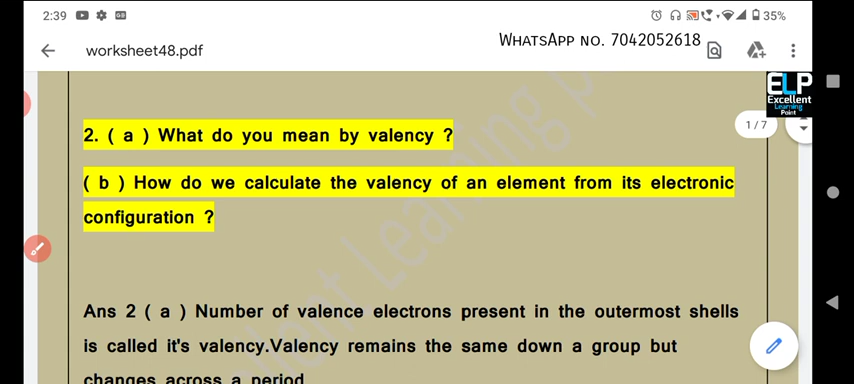 2:39
35%
WHATSAPP NO. 7042052618
worksheet48.pdf
ELP
Excellent
Learning
Point
1 / 7
2. ( a ) What do you mean by valency ?
( b ) How do we calculate the valency of an element from its electronic
configuration ?
Ans 2 ( a ) Number of valence electrons present in the outermost shells
is called it's valency.Valency remains the same down a group but
changes across a period